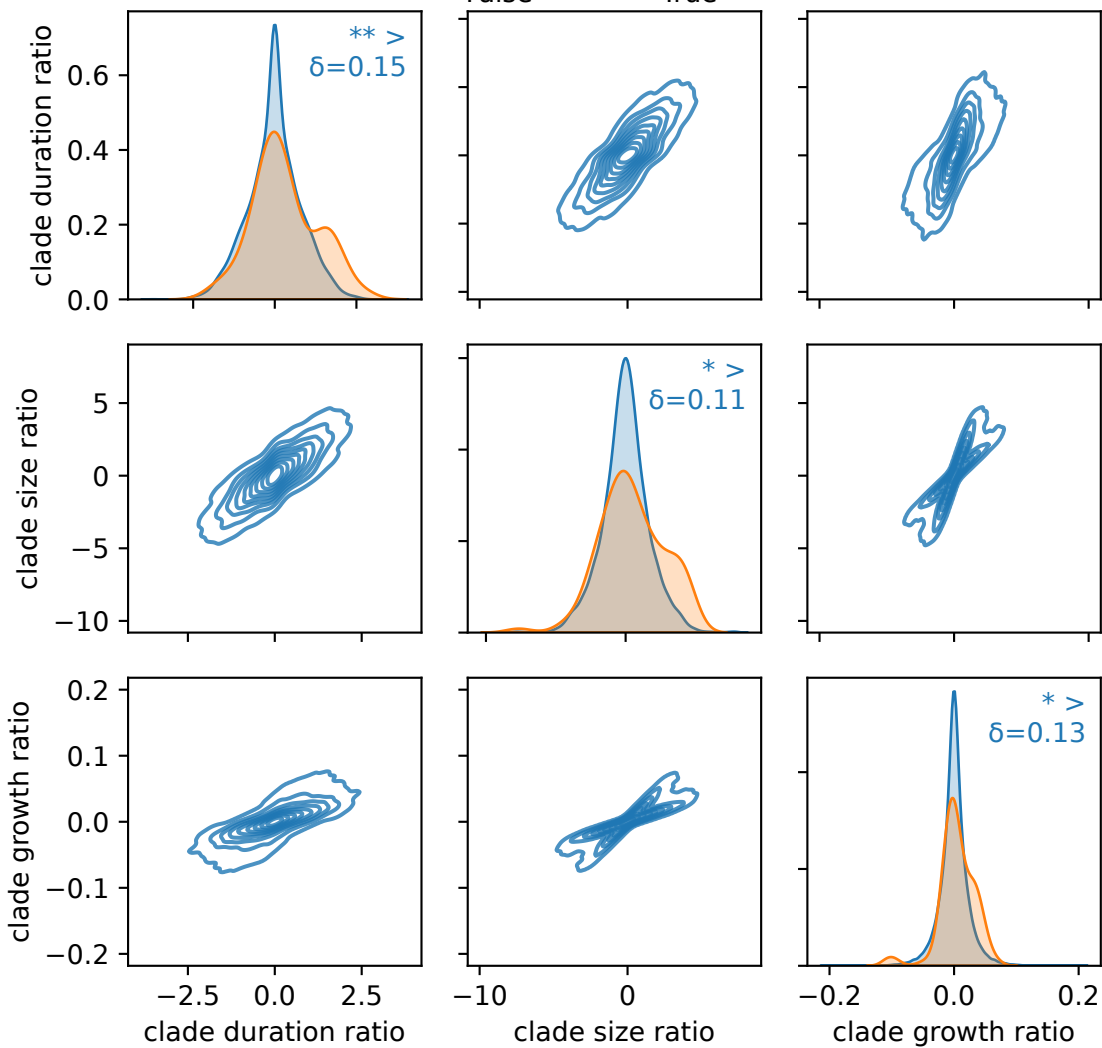 True
clade duration ratio
0.6
0.4
0.2
0.0
** >
δ=0.15
clade size ratio
5
0
−5
−10
* >
δ=0.11
clade growth ratio
0.2
0.1
0.0
−0.1
−0.2
* >
δ=0.13
−2.5 0.0 2.5
−10 0
−0.2 0.0 0.2
clade duration ratio
clade size ratio
clade growth ratio